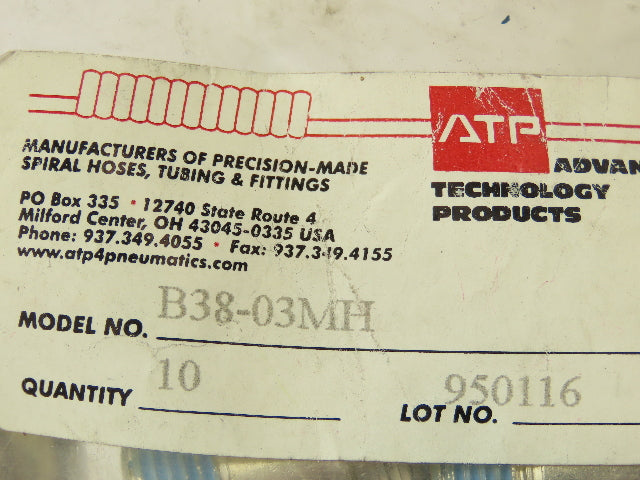 ATP
TECHNOLOGY
PRODUCTS
MANUFACTURERS OF PRECISION-MADE
SPIRAL HOSES, TUBING & FITTINGS
PO Box 335 • 12740 State Route 4
Milford Center, OH 43045-0335 USA
Phone: 937.349.4055 • Fax: 937.349.4155
www.atp4pneumatics.com
MODEL NO. B38-03MH
QUANTITY 10 LOT NO. 950116